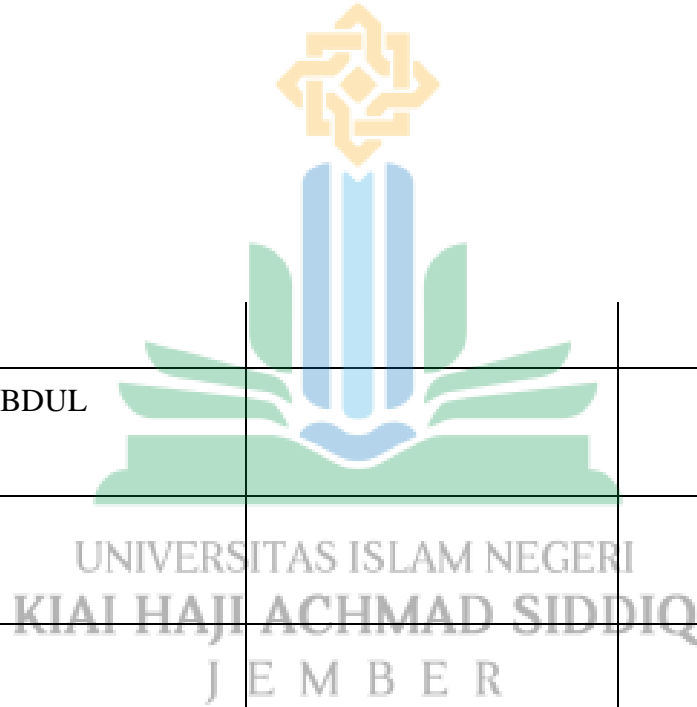 BDUL
UNIVERSITAS ISLAM NEGERI
KIAI HAJI ACHMAD SIDDIQ
J E M B E R